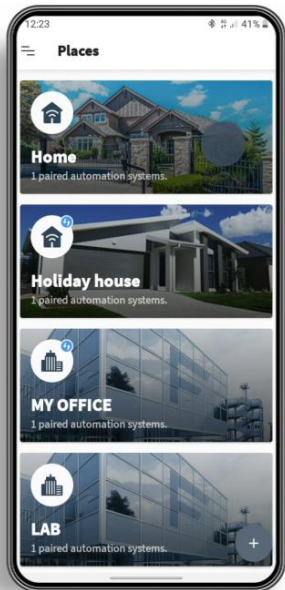 12:23
41%
Places
Home
1 paired automation systems.
Holiday house
1 paired automation systems.
MY OFFICE
1 paired automation systems.
LAB
1 paired automation systems.
+